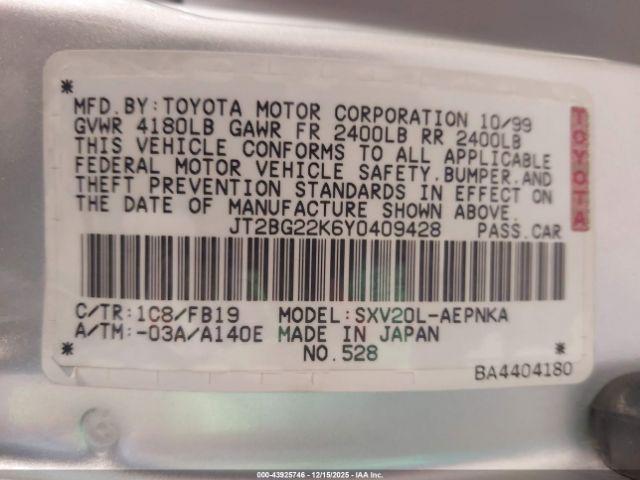 MFD.BY:TOYOTA MOTOR CORPORATION 10/99
GVWR 4180LB GAWR FR 2400LB RR 2400LB
THIS VEHICLE CONFORMS TO ALL APPLICABLE
FEDERAL MOTOR VEHICLE SAFETY,BUMPER,AND
THEFT PREVENTION STANDARDS IN EFFECT ON
THE DATE OF MANUFACTURE SHOWN ABOVE.
TOYOTA
JT2BG22K6Y0409428 PASS.CAR
C/TR:1C8/FB19 MODEL:SXV20L-AEPNKA
A/TM:-03A/A140E MADE IN JAPAN
NO.528
BA4404180
000-43925746 - 12/15/2025 - IAA Inc.